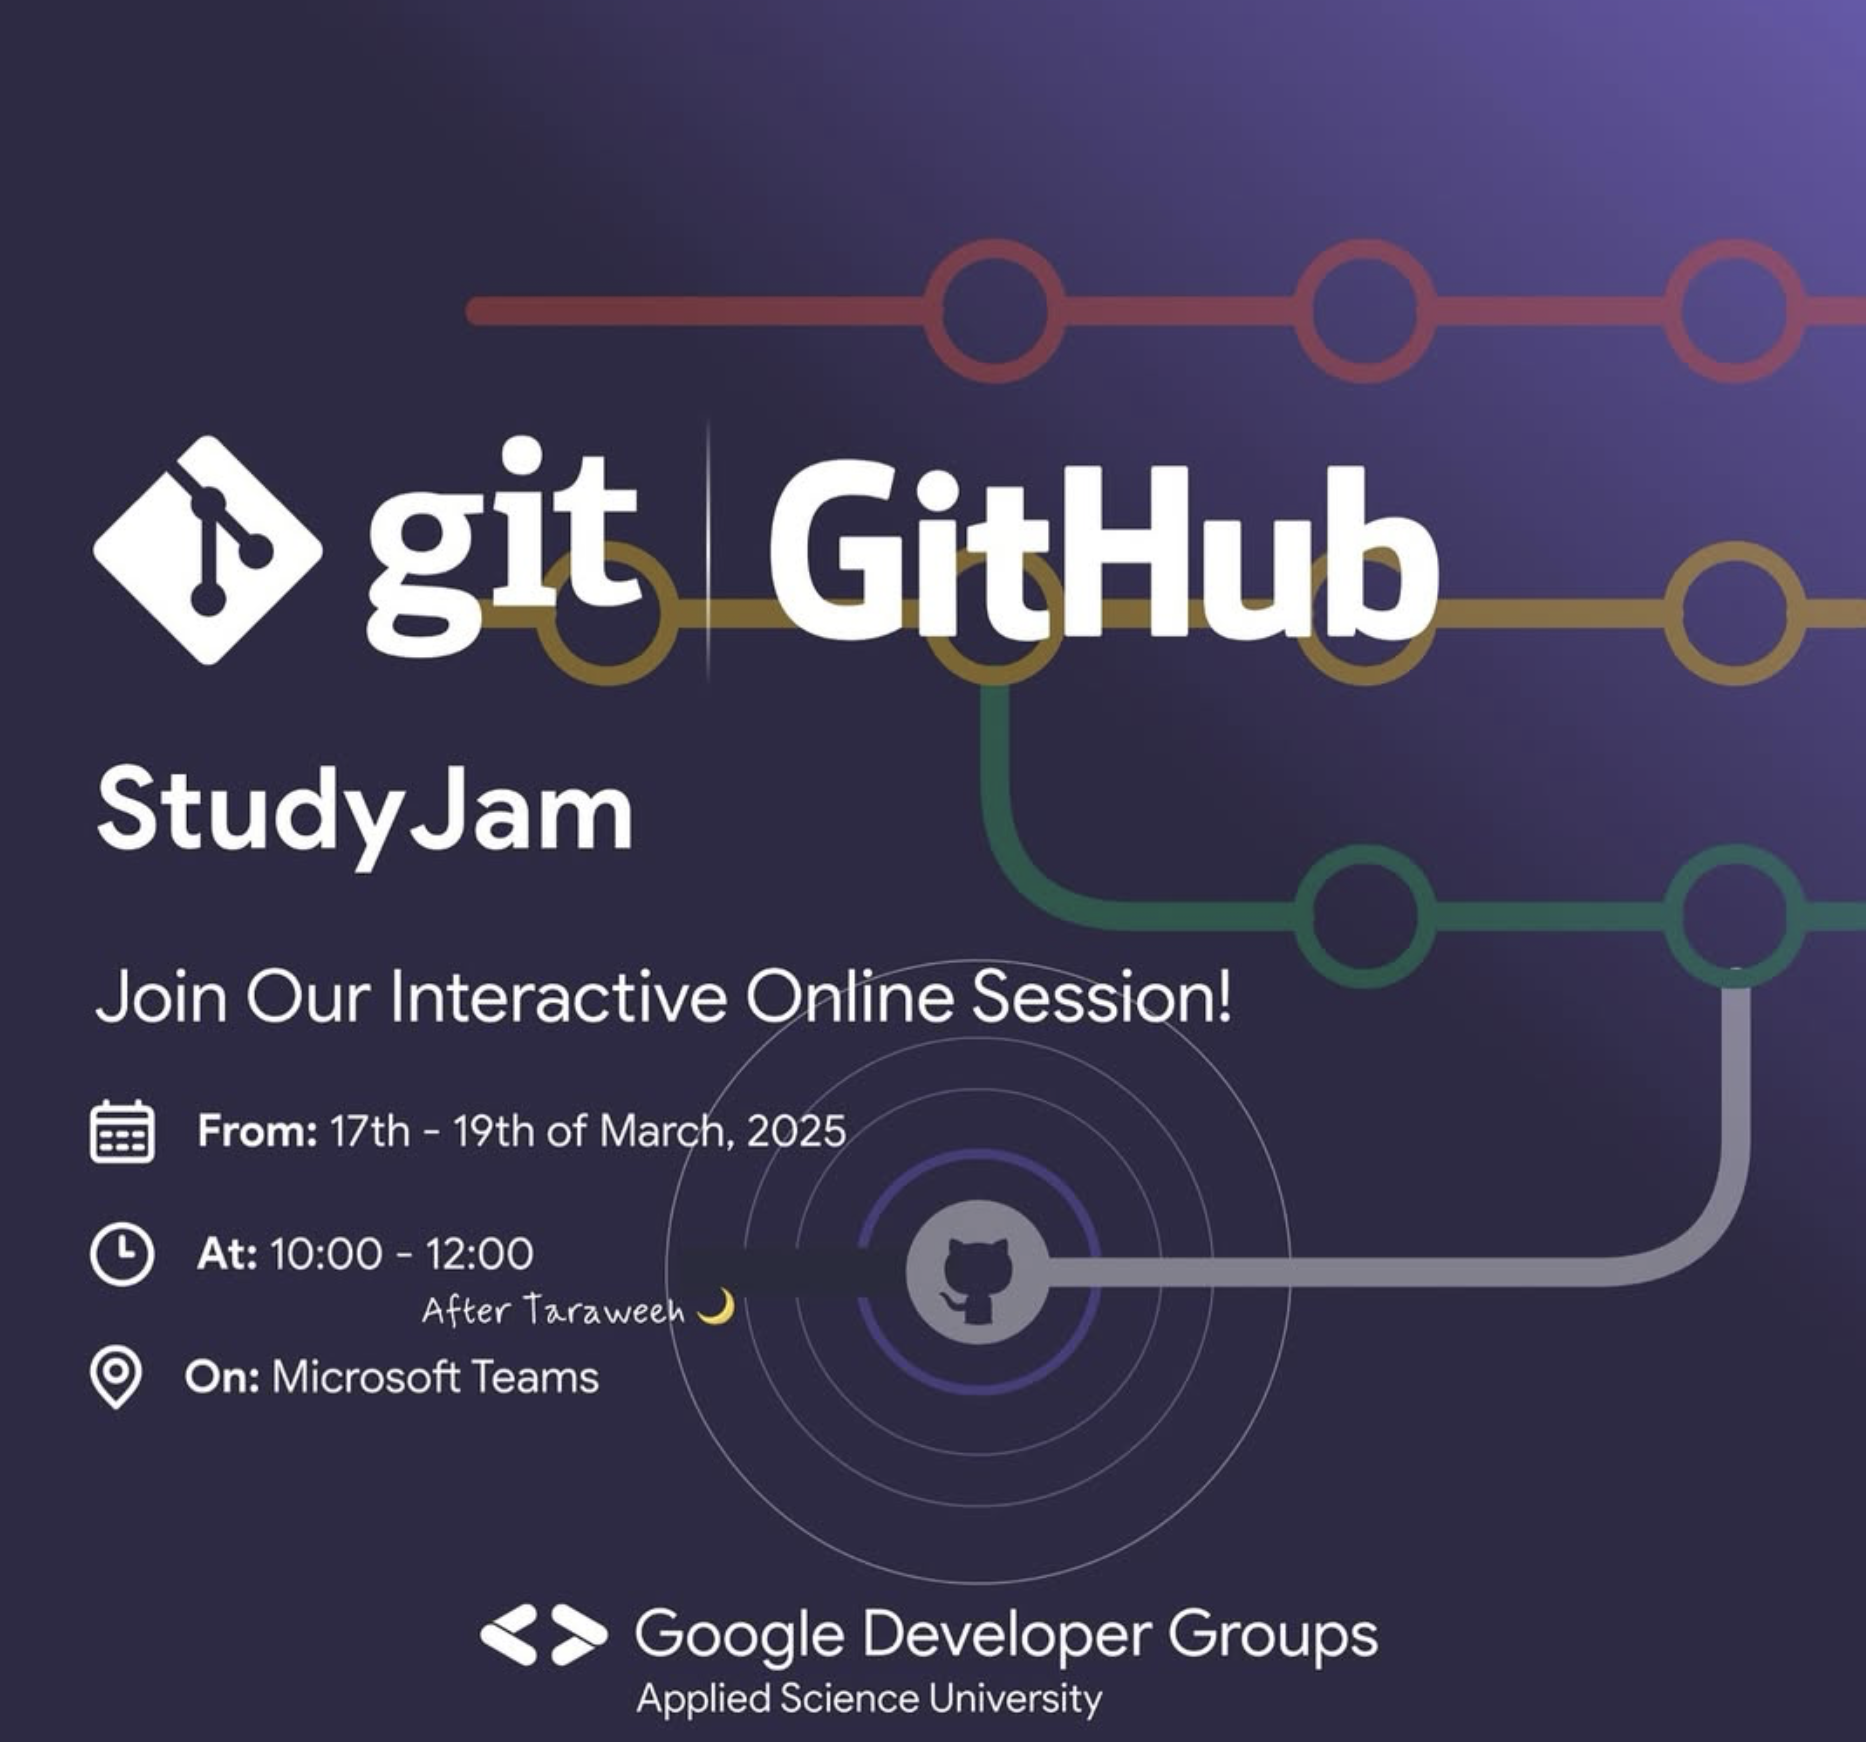 git | GitHub
StudyJam
Join Our Interactive Online Session!
From: 17th - 19th of March, 2025
At: 10:00 - 12:00
After Taraweeh 🌙
On: Microsoft Teams
Google Developer Groups
Applied Science University